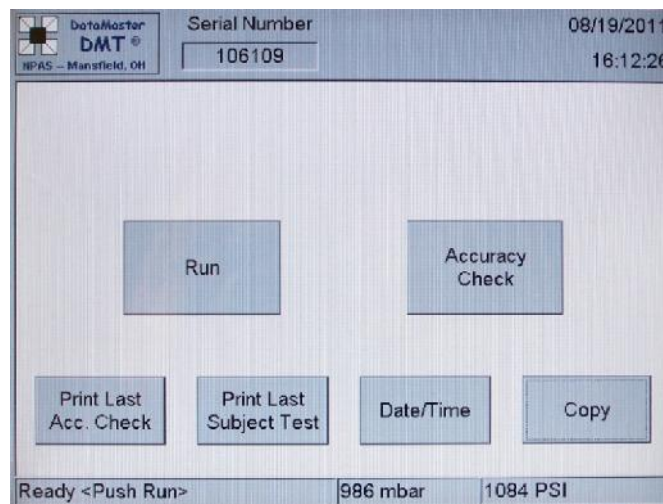 DataMaster
DMT ®
NPAS – Mansfield, OH
Serial Number
106109
08/19/2011
16:12:26
Run
Accuracy
Check
Print Last
Acc. Check
Print Last
Subject Test
Date/Time
Copy
Ready <Push Run>
986 mbar
1084 PSI